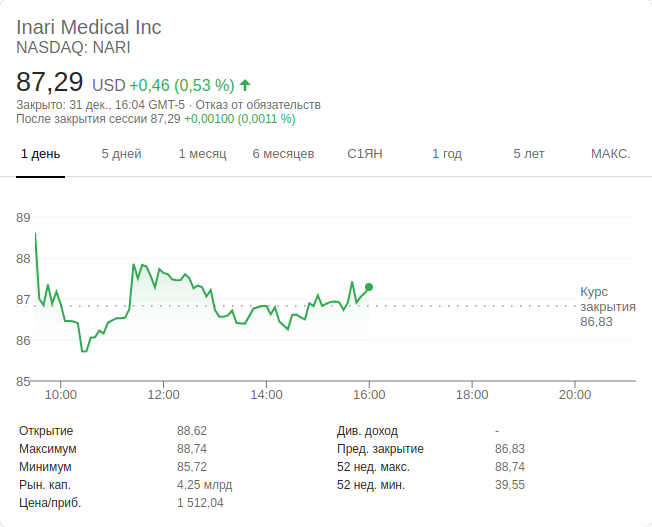 Inari Medical Inc
NASDAQ: NARI
87,29 USD +0,46 (0,53 %)
Закрыто: 31 дек., 16:04 GMT-5 · Отказ от обязательств
После закрытия сессии 87,29 +0,00100 (0,0011 %)
1 день 5 дней 1 месяц 6 месяцев С1ЯН 1 год 5 лет МАКС.
89
88
87
86
85
Курс
закрытия
86,83
10:00 12:00 14:00 16:00 18:00 20:00
Открытие 88,62
Максимум 88,74
Минимум 85,72
Рын. кап. 4,25 млрд
Цена/приб. 1 512,04
Див. доход -
Пред. закрытие 86,83
52 нед. макс. 88,74
52 нед. мин. 39,55